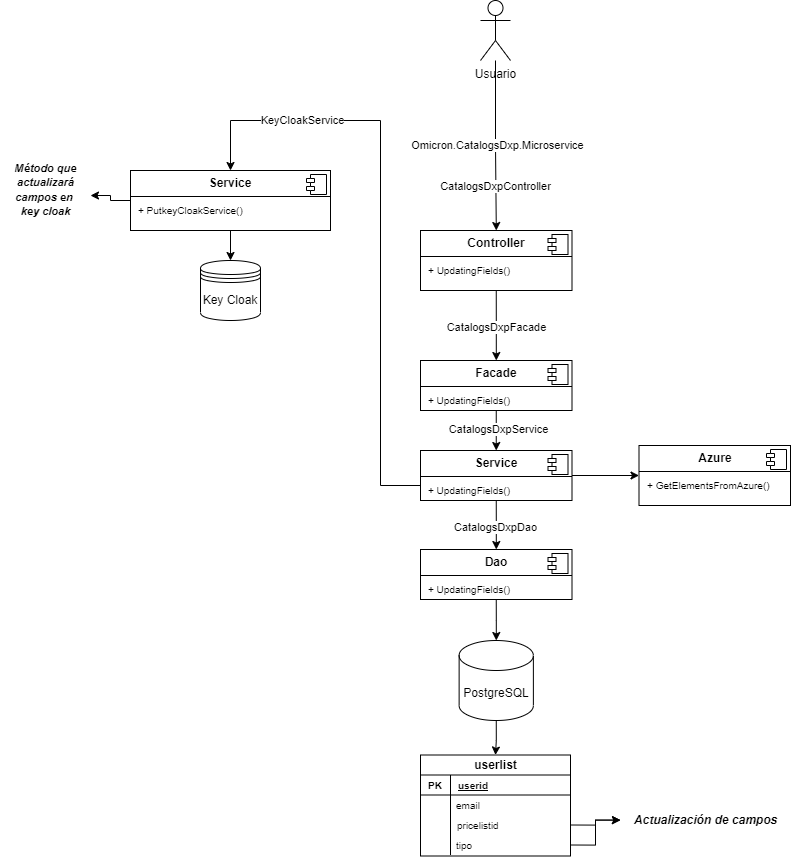 Usuario
KeyCloakService
Omicron.CatalogsDxp.Microservice
Método que
actualizará
campos en
key cloak
Service
+ PutkeyCloakService()
CatalogsDxpController
Controller
+ UpdatingFields()
Key Cloak
CatalogsDxpFacade
Facade
+ UpdatingFields()
CatalogsDxpService
Service
+ UpdatingFields()
Azure
+ GetElementsFromAzure()
CatalogsDxpDao
Dao
+ UpdatingFields()
PostgreSQL
userlist
PK userid
email
pricelistid
tipo
Actualización de campos